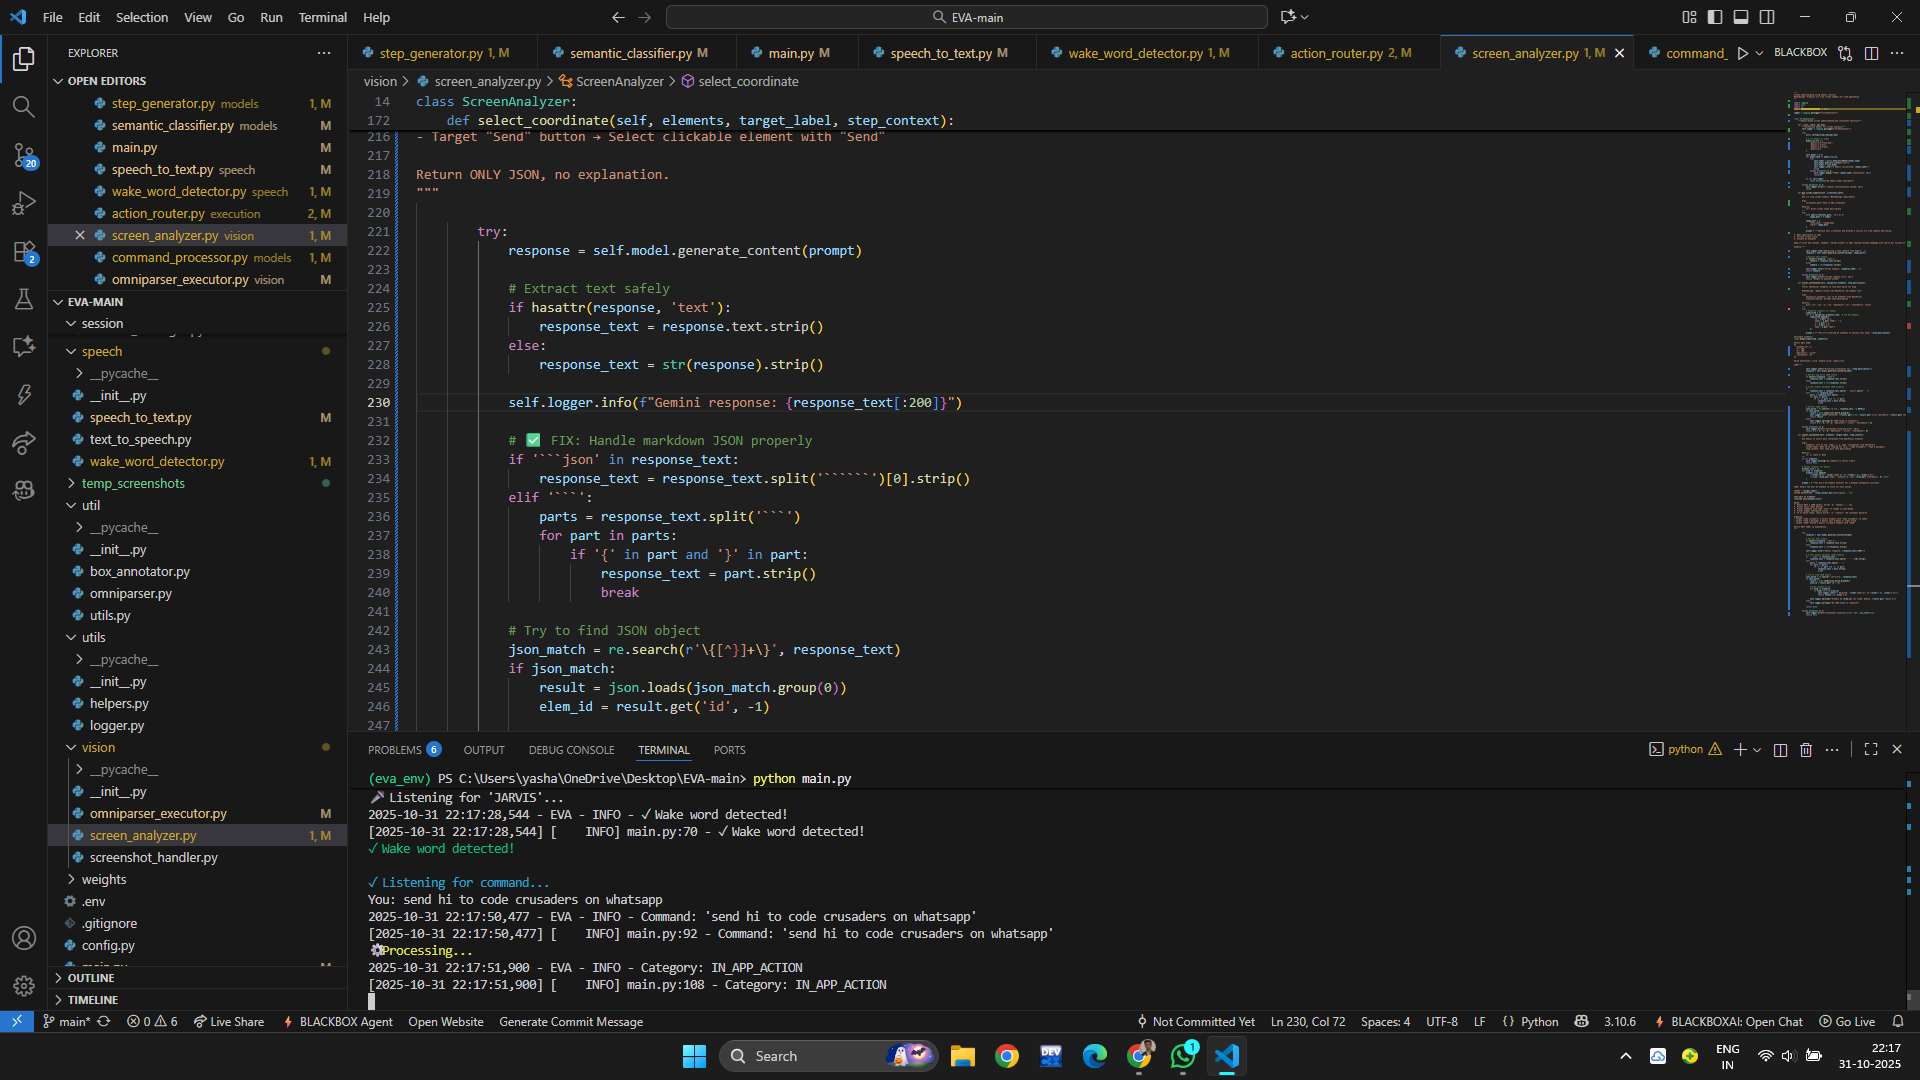 File Edit Selection View Go Run Terminal Help
EVA-main
EXPLORER
OPEN EDITORS
step_generator.py models 1, M
semantic_classifier.py models M
main.py M
speech_to_text.py speech M
wake_word_detector.py speech 1, M
action_router.py execution 2, M
screen_analyzer.py vision 1, M
command_processor.py models 1, M
omniparser_executor.py vision M
EVA-MAIN
session
speech
__pycache__
__init__.py
speech_to_text.py M
text_to_speech.py
wake_word_detector.py 1, M
temp_screenshots
util
__pycache__
__init__.py
box_annotator.py
omniparser.py
utils.py
utils
__pycache__
__init__.py
helpers.py
logger.py
vision
__pycache__
__init__.py
omniparser_executor.py M
screen_analyzer.py 1, M
screenshot_handler.py
weights
.env
.gitignore
config.py
OUTLINE
TIMELINE
20
2
step_generator.py 1, M semantic_classifier.py M main.py M speech_to_text.py M wake_word_detector.py 1, M action_router.py 2, M screen_analyzer.py 1, M command_ BLACKBOX
vision > screen_analyzer.py > ScreenAnalyzer > select_coordinate
14 class ScreenAnalyzer:
172 def select_coordinate(self, elements, target_label, step_context):
216 - Target "Send" button → Select clickable element with "Send"
217
218 Return ONLY JSON, no explanation.
219 """
220
221 try:
222 response = self.model.generate_content(prompt)
223
224 # Extract text safely
225 if hasattr(response, 'text'):
226 response_text = response.text.strip()
227 else:
228 response_text = str(response).strip()
229
230 self.logger.info(f"Gemini response: {response_text[:200]}")
231
232 # ✅ FIX: Handle markdown JSON properly
233 if '```json' in response_text:
234 response_text = response_text.split('``````')[0].strip()
235 elif '```':
236 parts = response_text.split('```')
237 for part in parts:
238 if '{' in part and '}' in part:
239 response_text = part.strip()
240 break
241
242 # Try to find JSON object
243 json_match = re.search(r'\{[^}]+\}', response_text)
244 if json_match:
245 result = json.loads(json_match.group(0))
246 elem_id = result.get('id', -1)
247
PROBLEMS 6 OUTPUT DEBUG CONSOLE TERMINAL PORTS
python
(eva_env) PS C:\Users\yasha\OneDrive\Desktop\EVA-main> python main.py
🎤 Listening for 'JARVIS'...
2025-10-31 22:17:28,544 - EVA - INFO - ✓ Wake word detected!
[2025-10-31 22:17:28,544] [ INFO] main.py:70 - ✓ Wake word detected!
✓ Wake word detected!
✓ Listening for command...
You: send hi to code crusaders on whatsapp
2025-10-31 22:17:50,477 - EVA - INFO - Command: 'send hi to code crusaders on whatsapp'
[2025-10-31 22:17:50,477] [ INFO] main.py:92 - Command: 'send hi to code crusaders on whatsapp'
⚙️Processing...
2025-10-31 22:17:51,900 - EVA - INFO - Category: IN_APP_ACTION
[2025-10-31 22:17:51,900] [ INFO] main.py:108 - Category: IN_APP_ACTION
main* 0 6 Live Share BLACKBOX Agent Open Website Generate Commit Message Not Committed Yet Ln 230, Col 72 Spaces: 4 UTF-8 LF Python 3.10.6 BLACKBOXAI: Open Chat Go Live
Search
DEV
1
ENG
IN
22:17
31-10-2025